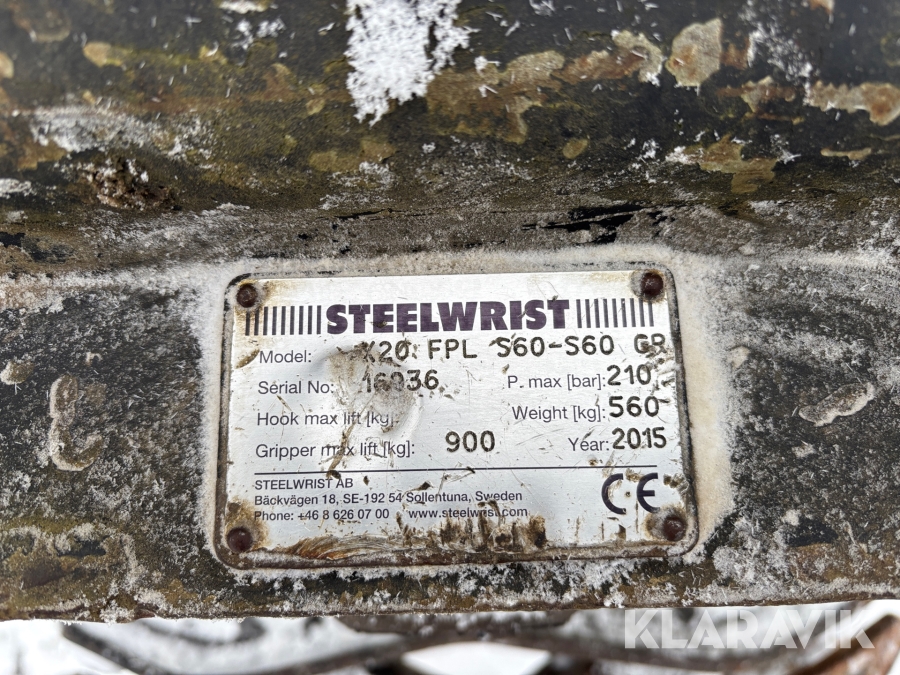 STEELWRIST
Model: X20 FPL S60-S60 GR
Serial No: 16936 P. max [bar]: 210
Hook max lift [kg]: Weight [kg]: 560
Gripper max lift [kg]: 900 Year: 2015
STEELWRIST AB
Bäckvägen 18, SE-192 54 Sollentuna, Sweden
Phone: +46 8 626 07 00 www.steelwrist.com
CE
KLARAVIK